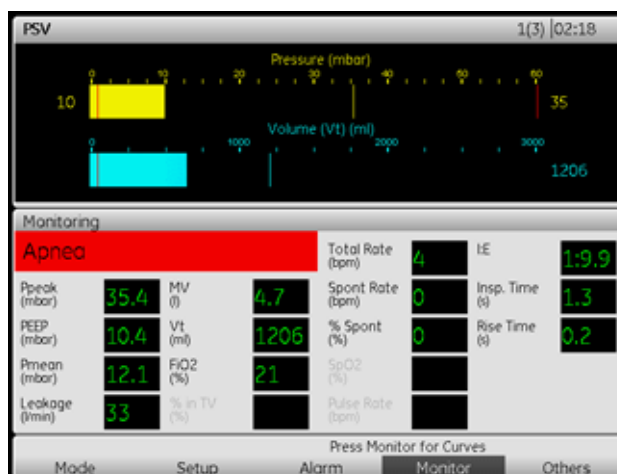 PSV 1(3) 02:18
Pressure (mbar)
0 10 20 30 40 50 60
10 35
Volume (Vt) (ml)
0 1000 2000 3000
1206
Monitoring
Apnea
Total Rate (bpm) 4
I:E 1:9.9
Ppeak (mbar) 35.4
MV (l) 4.7
Spont Rate (bpm) 0
Insp. Time (s) 1.3
PEEP (mbar) 10.4
Vt (ml) 1206
% Spont (%) 0
Rise Time (s) 0.2
Pmean (mbar) 12.1
FiO2 (%) 21
SpO2 (%)
Leakage (l/min) 33
% in TV (%)
Pulse Rate (bpm)
Press Monitor for Curves
Mode Setup Alarm Monitor Others